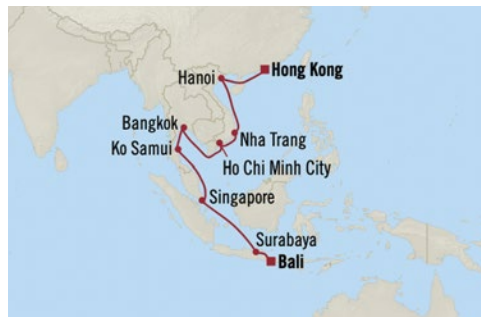 Hong Kong
Hanoi
Bangkok
Nha Trang
Ko Samui
Ho Chi Minh City
Singapore
Surabaya
Bali